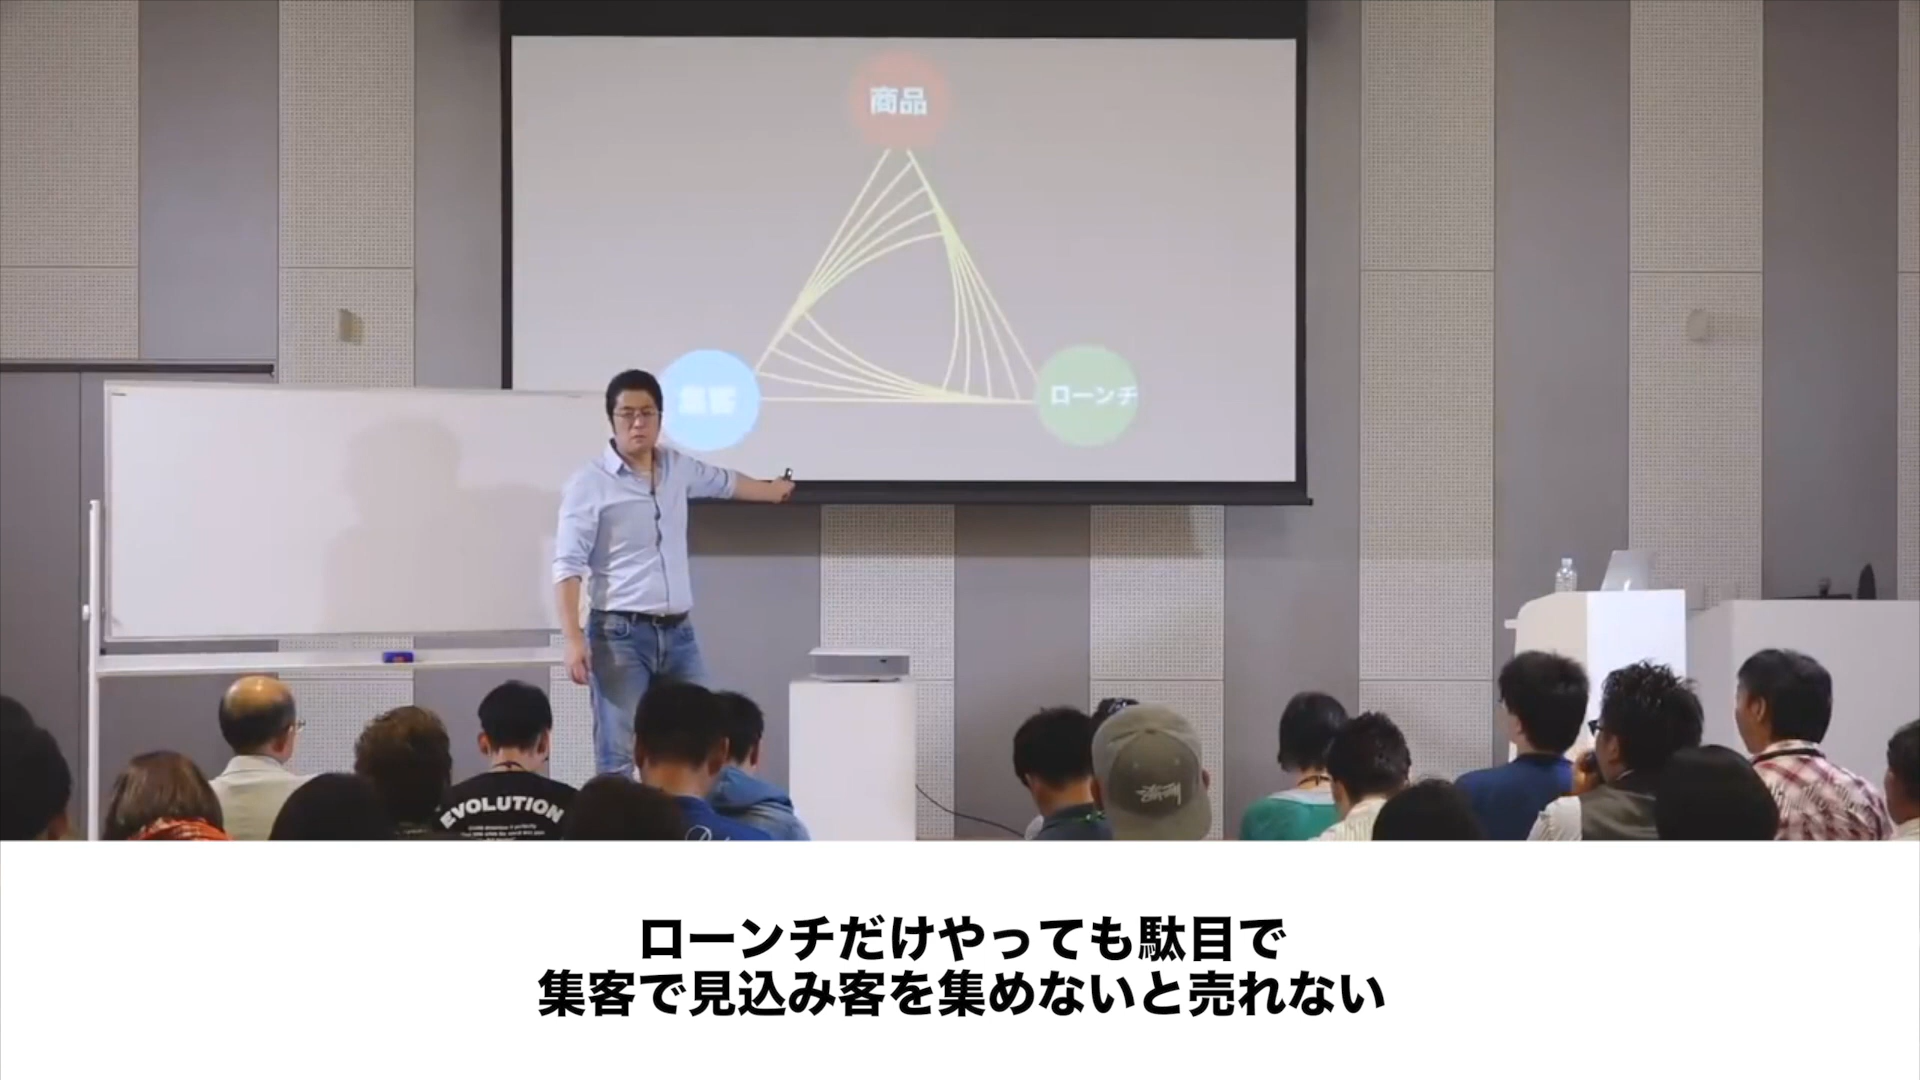 商品
集客
ローンチ
EVOLUTION
ローンチだけやっても駄目で
集客で見込み客を集めないと売れない